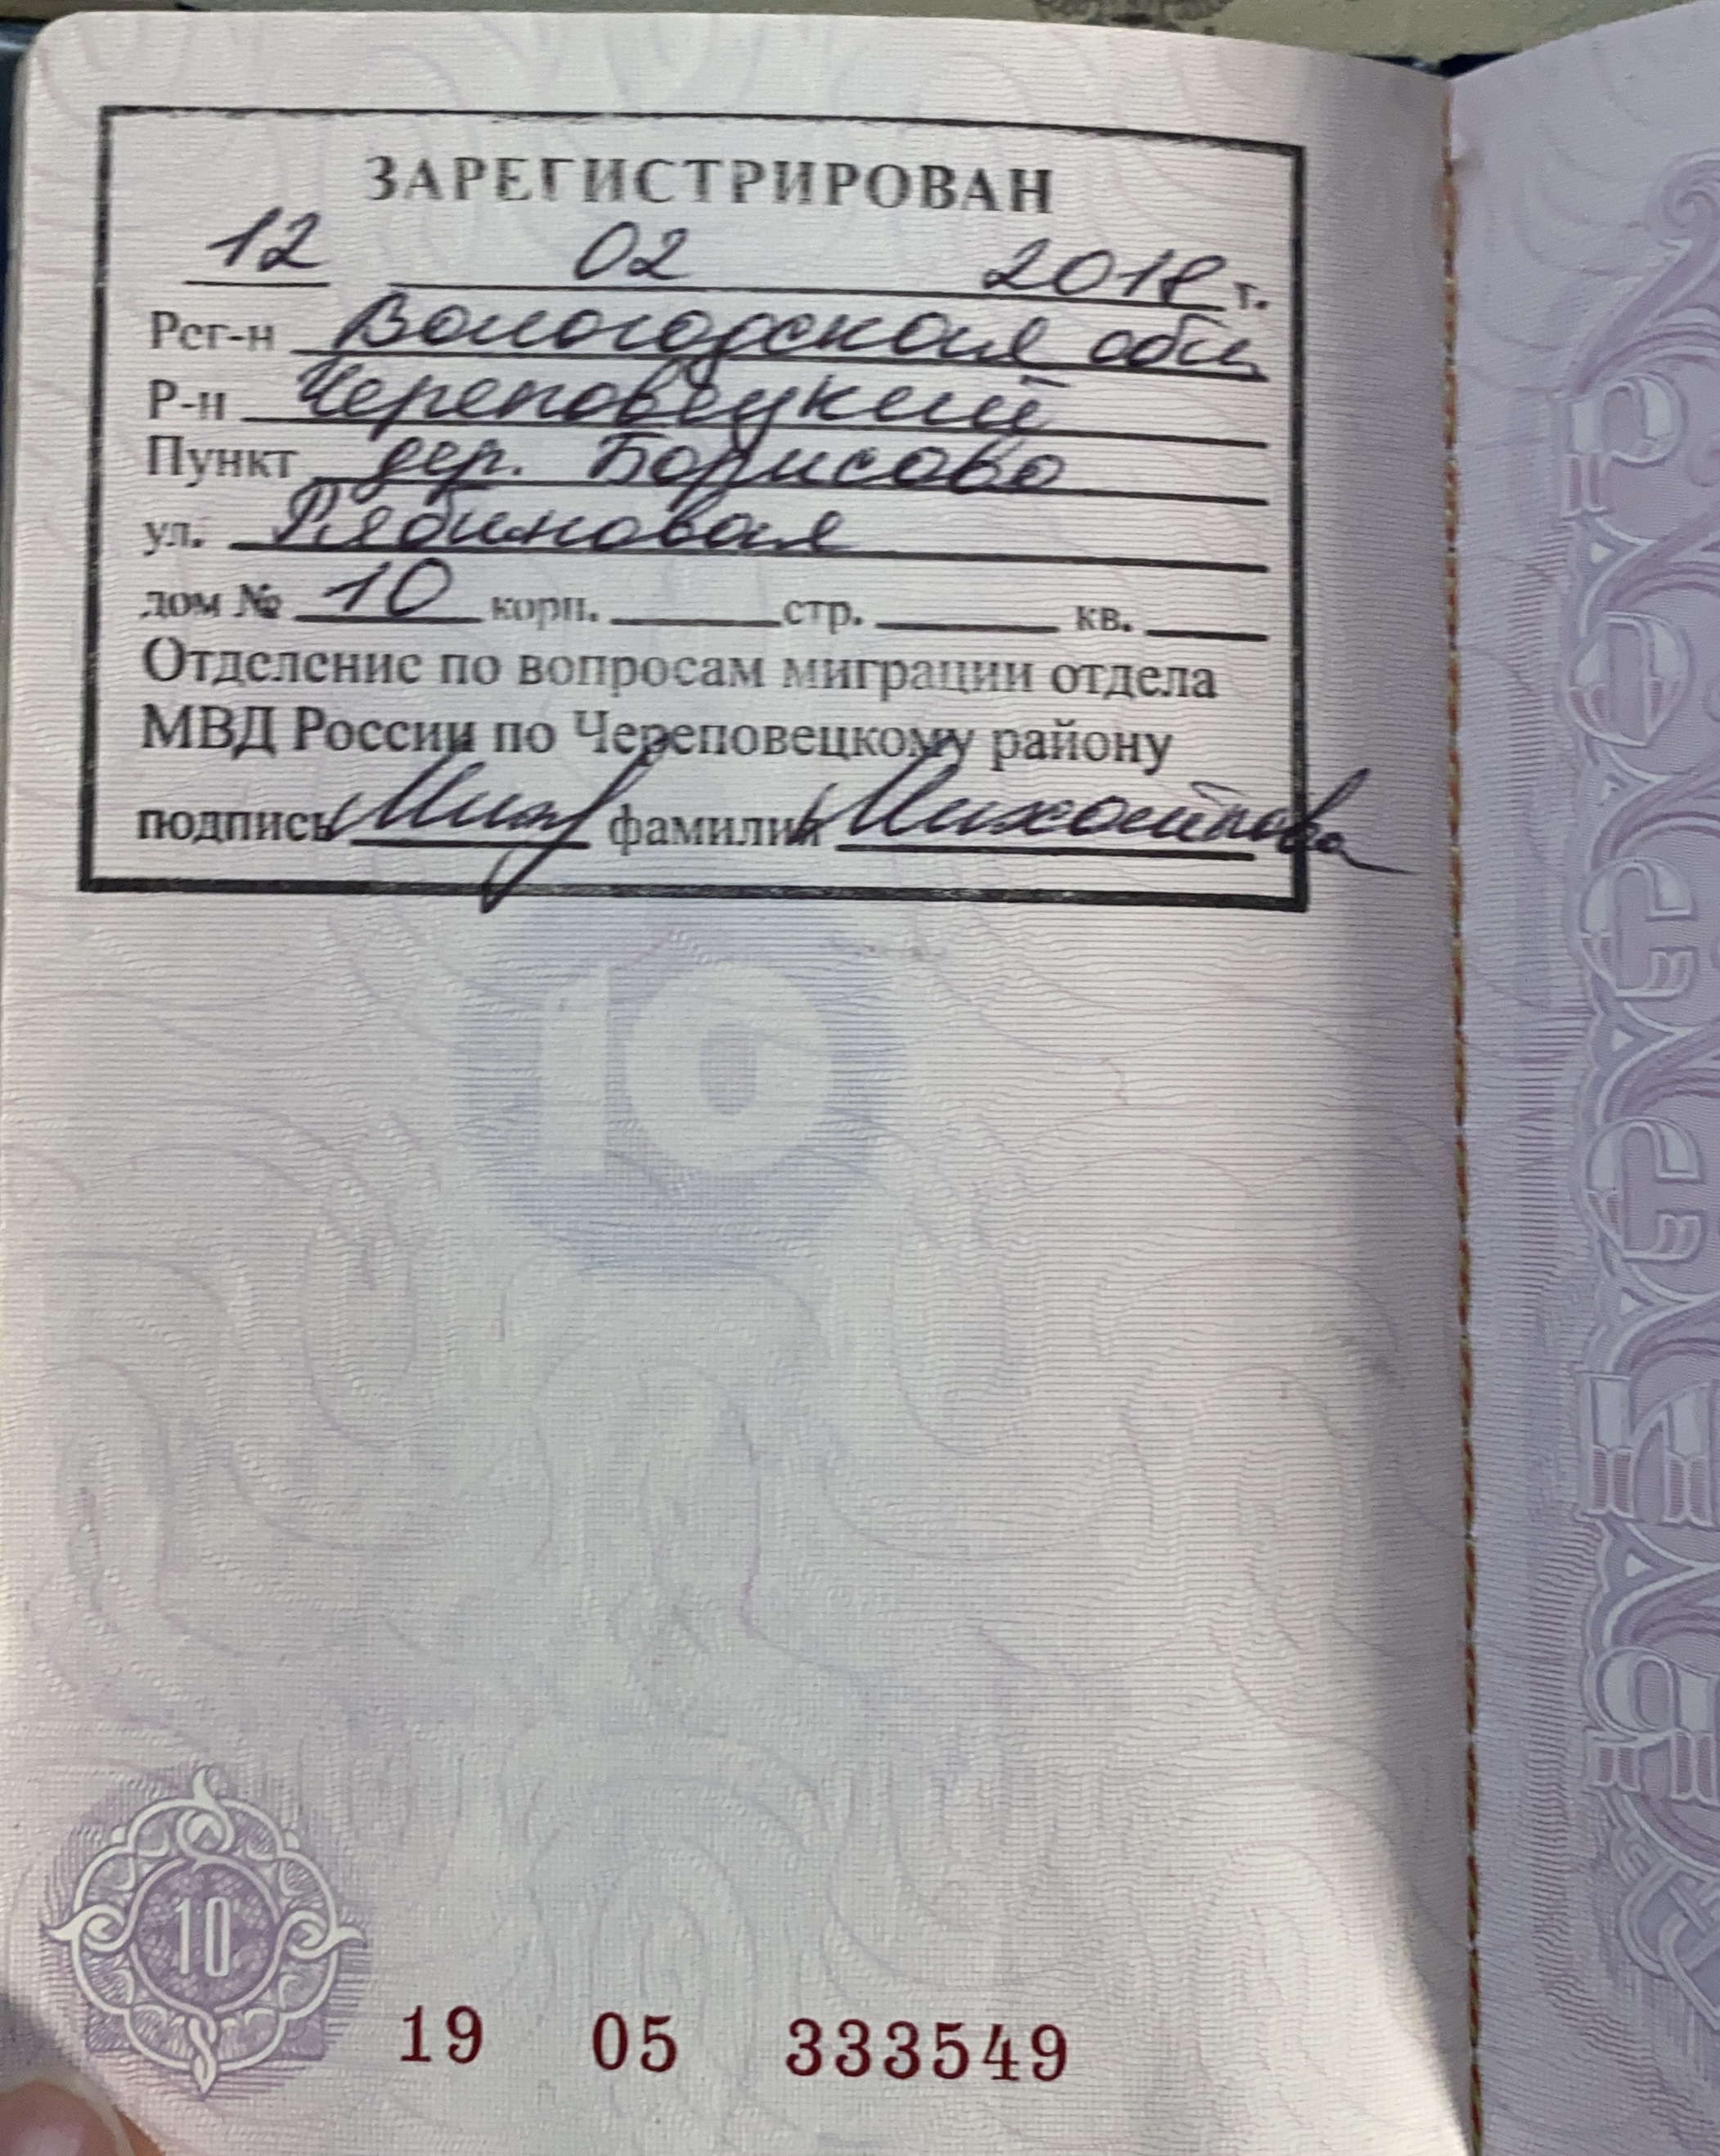 ЗАРЕГИСТРИРОВАН
12 02 2018 г.
Рег-н Вологодская обл
Р-н Череповецкий
Пункт дер. Борисово
ул. Рябиновая
дом № 10 корп. стр. кв.
Отделение по вопросам миграции отдела
МВД России по Череповецкому району
подпись фамилия
10
10
19 05 333549